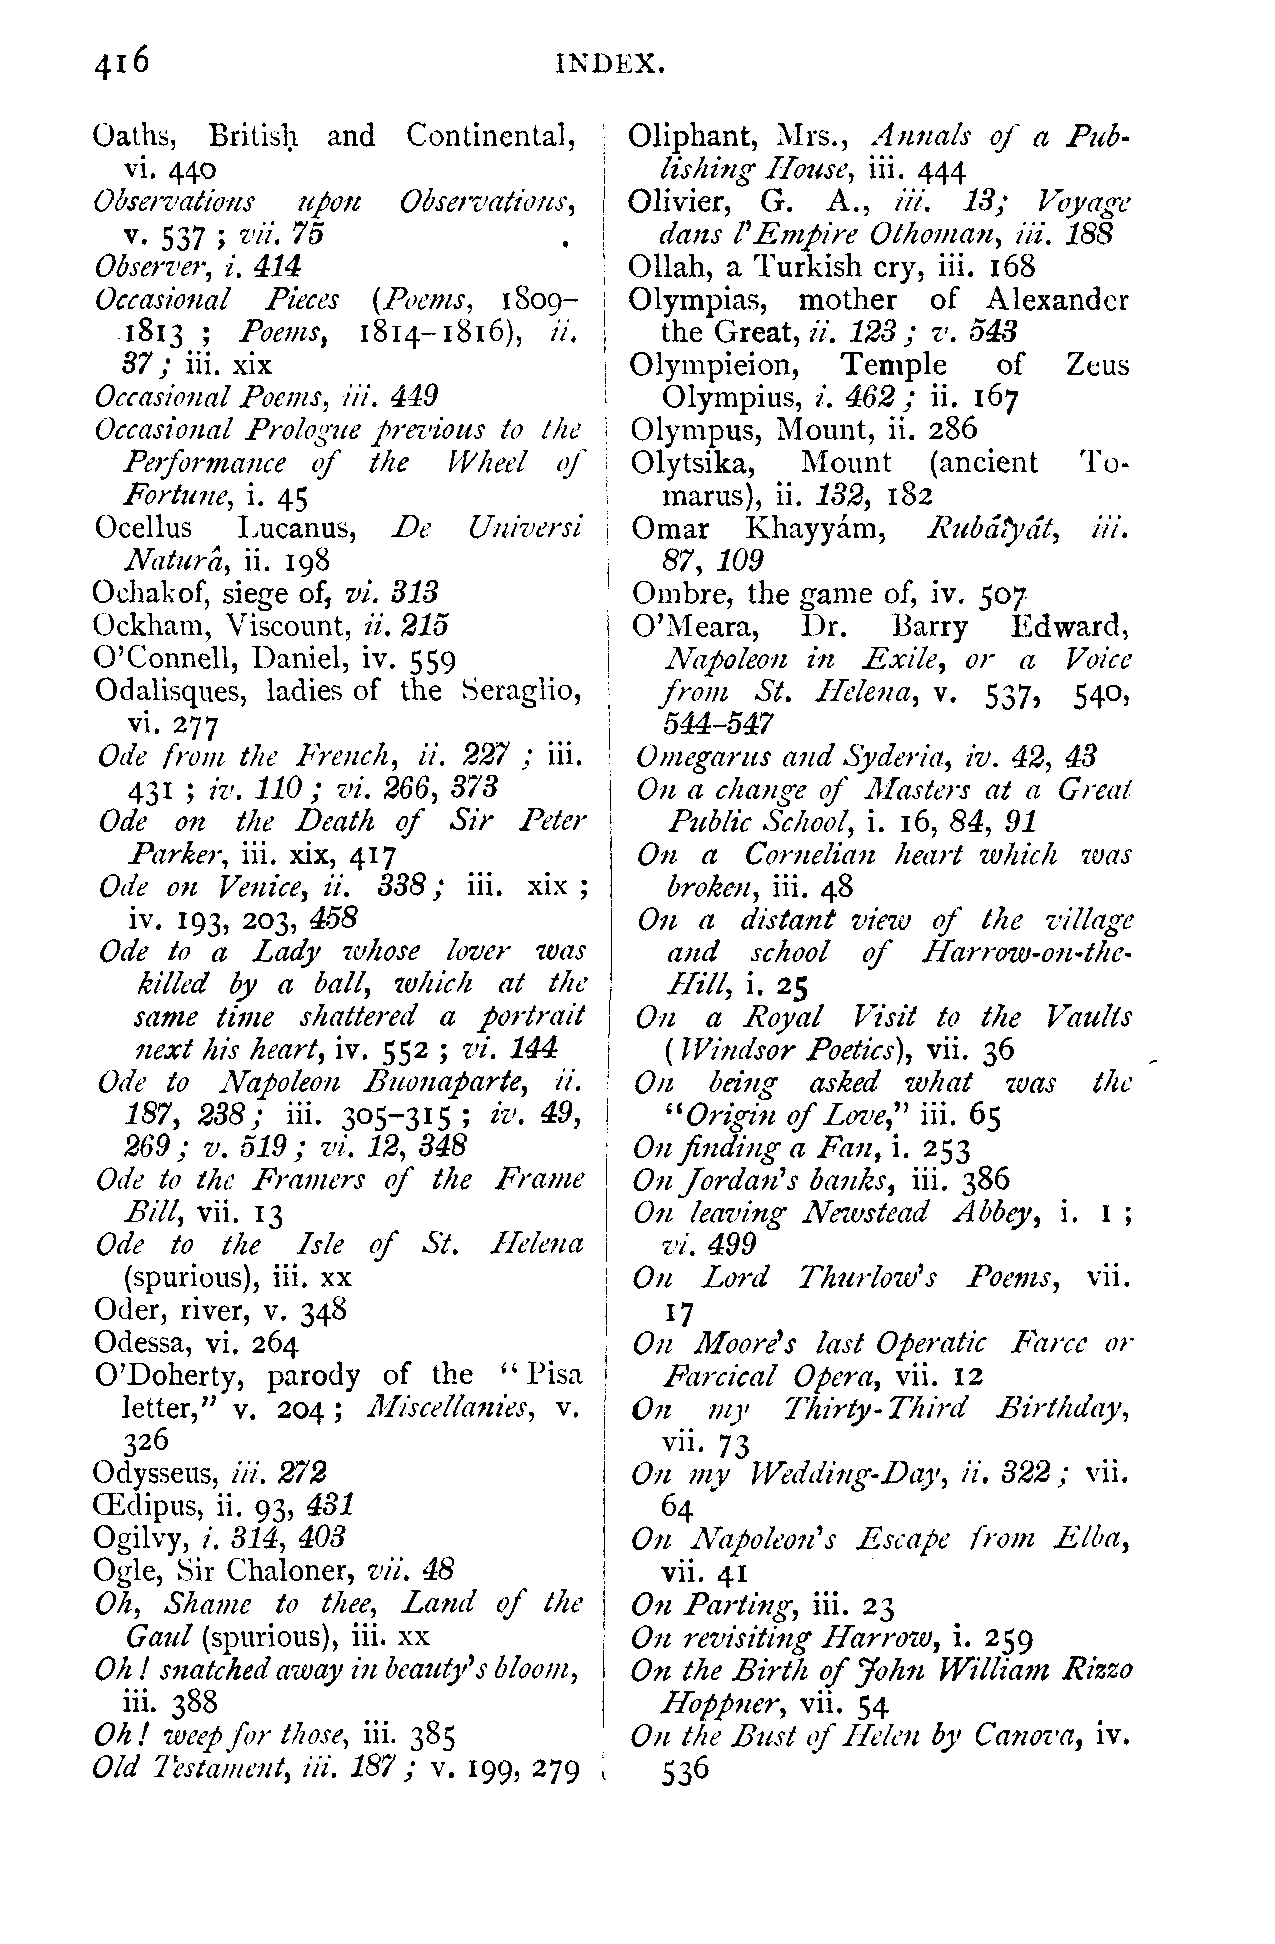 416
INDEX.
Oaths, British and Continental,
vi. 440
Observations upon Observations,
v. 537 ; vii. 75
Observer, i. 414
Occasional Pieces (Poems, 1809–
1813 ; Poems, 1814–1816), ii.
37 ; iii. xix
Occasional Poems, iii. 449
Occasional Prologue previous to the
Performance of the Wheel of
Fortune, i. 45
Ocellus Lucanus, De Universi
Naturâ, ii. 198
Ochakof, siege of, vi. 313
Ockham, Viscount, ii. 215
O'Connell, Daniel, iv. 559
Odalisques, ladies of the Seraglio,
vi. 277
Ode from the French, ii. 227 ; iii.
431 ; iv. 110 ; vi. 266, 373
Ode on the Death of Sir Peter
Parker, iii. xix, 417
Ode on Venice, ii. 338 ; iii. xix ;
iv. 193, 203, 458
Ode to a Lady whose lover was
killed by a ball, which at the
same time shattered a portrait
next his heart, iv. 552 ; vi. 144
Ode to Napoleon Buonaparte, ii.
187, 238 ; iii. 305–315 ; iv. 49,
269 ; v. 519 ; vi. 12, 348
Ode to the Framers of the Frame
Bill, vii. 13
Ode to the Isle of St. Helena
(spurious), iii. xx
Oder, river, v. 348
Odessa, vi. 264
O'Doherty, parody of the "Pisa
letter," v. 204 ; Miscellanies, v.
326
Odysseus, iii. 272
Œdipus, ii. 93, 431
Ogilvy, i. 314, 403
Ogle, Sir Chaloner, vii. 48
Oh, Shame to thee, Land of the
Gaul (spurious), iii. xx
Oh ! snatched away in beauty's bloom,
iii. 388
Oh ! weep for those, iii. 385
Old Testament, iii. 187 ; v. 199, 279
Oliphant, Mrs., Annals of a Pub-
lishing House, iii. 444
Olivier, G. A., iii. 13; Voyage
dans l'Empire Othoman, iii. 188
Ollah, a Turkish cry, iii. 168
Olympias, mother of Alexander
the Great, ii. 123 ; v. 543
Olympieion, Temple of Zeus
Olympius, i. 462 ; ii. 167
Olympus, Mount, ii. 286
Olytsika, Mount (ancient To-
marus), ii. 132, 182
Omar Khayyám, Rubáíyát, iii.
87, 109
Ombre, the game of, iv. 507
O'Meara, Dr. Barry Edward,
Napoleon in Exile, or a Voice
from St. Helena, v. 537, 540,
544–547
Omegarus and Syderia, iv. 42, 43
On a change of Masters at a Great
Public School, i. 16, 84, 91
On a Cornelian heart which was
broken, iii. 48
On a distant view of the village
and school of Harrow-on-the-
Hill, i. 25
On a Royal Visit to the Vaults
(Windsor Poetics), vii. 36
On being asked what was the
"Origin of Love," iii. 65
On finding a Fan, i. 253
On Jordan's banks, iii. 386
On leaving Newstead Abbey, i. 1 ;
vi. 499
On Lord Thurlow's Poems, vii.
17
On Moore's last Operatic Farce or
Farcical Opera, vii. 12
On my Thirty-Third Birthday,
vii. 73
On my Wedding-Day, ii. 322 ; vii.
64
On Napoleon's Escape from Elba,
vii. 41
On Parting, iii. 23
On revisiting Harrow, i. 259
On the Birth of John William Rizzo
Hoppner, vii. 54
On the Bust of Helen by Canova, iv.
536